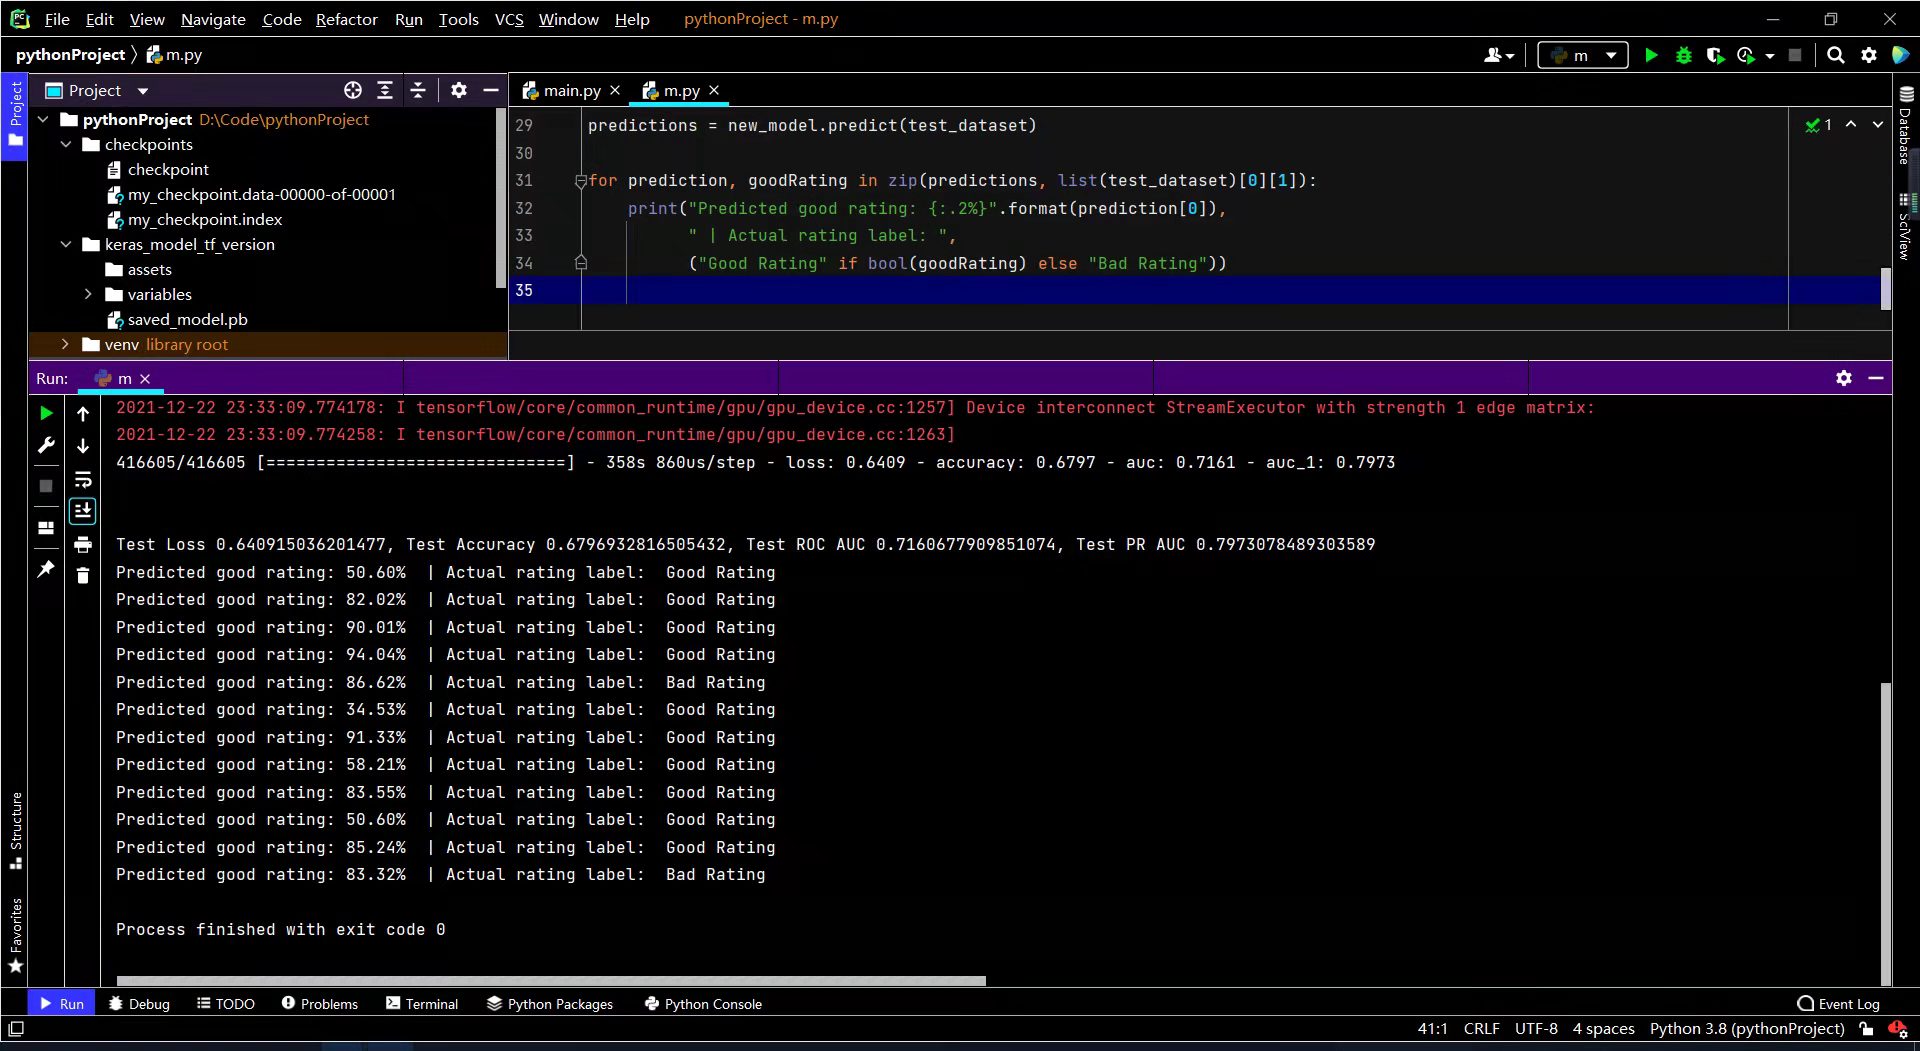 File Edit View Navigate Code Refactor Run Tools VCS Window Help pythonProject - m.py
pythonProject m.py
m
Project
Project
main.py
m.py
pythonProject D:\Code\pythonProject
checkpoints
checkpoint
my_checkpoint.data-00000-of-00001
my_checkpoint.index
keras_model_tf_version
assets
variables
saved_model.pb
venv library root
29 predictions = new_model.predict(test_dataset)
30
31 for prediction, goodRating in zip(predictions, list(test_dataset)[0][1]):
32 print("Predicted good rating: {:.2%}".format(prediction[0]),
33 " | Actual rating label: ",
34 ("Good Rating" if bool(goodRating) else "Bad Rating"))
35
1
Database
SciView
Run: m
2021-12-22 23:33:09.774178: I tensorflow/core/common_runtime/gpu/gpu_device.cc:1257] Device interconnect StreamExecutor with strength 1 edge matrix:
2021-12-22 23:33:09.774258: I tensorflow/core/common_runtime/gpu/gpu_device.cc:1263]
416605/416605 [==============================] - 358s 860us/step - loss: 0.6409 - accuracy: 0.6797 - auc: 0.7161 - auc_1: 0.7973
Test Loss 0.640915036201477, Test Accuracy 0.6796932816505432, Test ROC AUC 0.7160677909851074, Test PR AUC 0.7973078489303589
Predicted good rating: 50.60% | Actual rating label: Good Rating
Predicted good rating: 82.02% | Actual rating label: Good Rating
Predicted good rating: 90.01% | Actual rating label: Good Rating
Predicted good rating: 94.04% | Actual rating label: Good Rating
Predicted good rating: 86.62% | Actual rating label: Bad Rating
Predicted good rating: 34.53% | Actual rating label: Good Rating
Predicted good rating: 91.33% | Actual rating label: Good Rating
Predicted good rating: 58.21% | Actual rating label: Good Rating
Predicted good rating: 83.55% | Actual rating label: Good Rating
Predicted good rating: 50.60% | Actual rating label: Good Rating
Predicted good rating: 85.24% | Actual rating label: Good Rating
Predicted good rating: 83.32% | Actual rating label: Bad Rating
Process finished with exit code 0
Structure
Favorites
Run Debug TODO Problems Terminal Python Packages Python Console Event Log
41:1 CRLF UTF-8 4 spaces Python 3.8 (pythonProject)